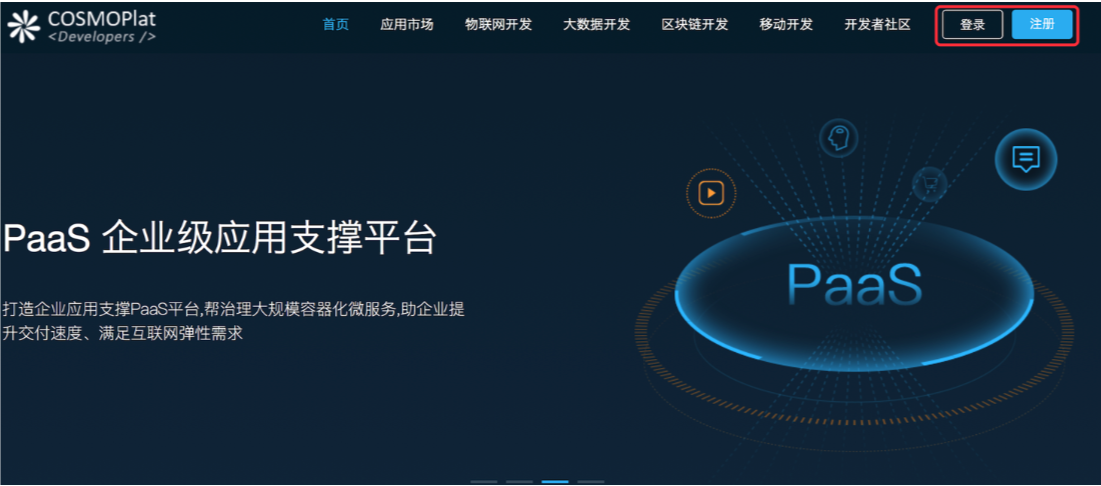 COSMOPlat
<Developers />
首页 应用市场 物联网开发 大数据开发 区块链开发 移动开发 开发者社区 登录 注册
PaaS 企业级应用支撑平台
打造企业应用支撑PaaS平台,帮治理大规模容器化微服务,助企业提
升交付速度、满足互联网弹性需求
PaaS